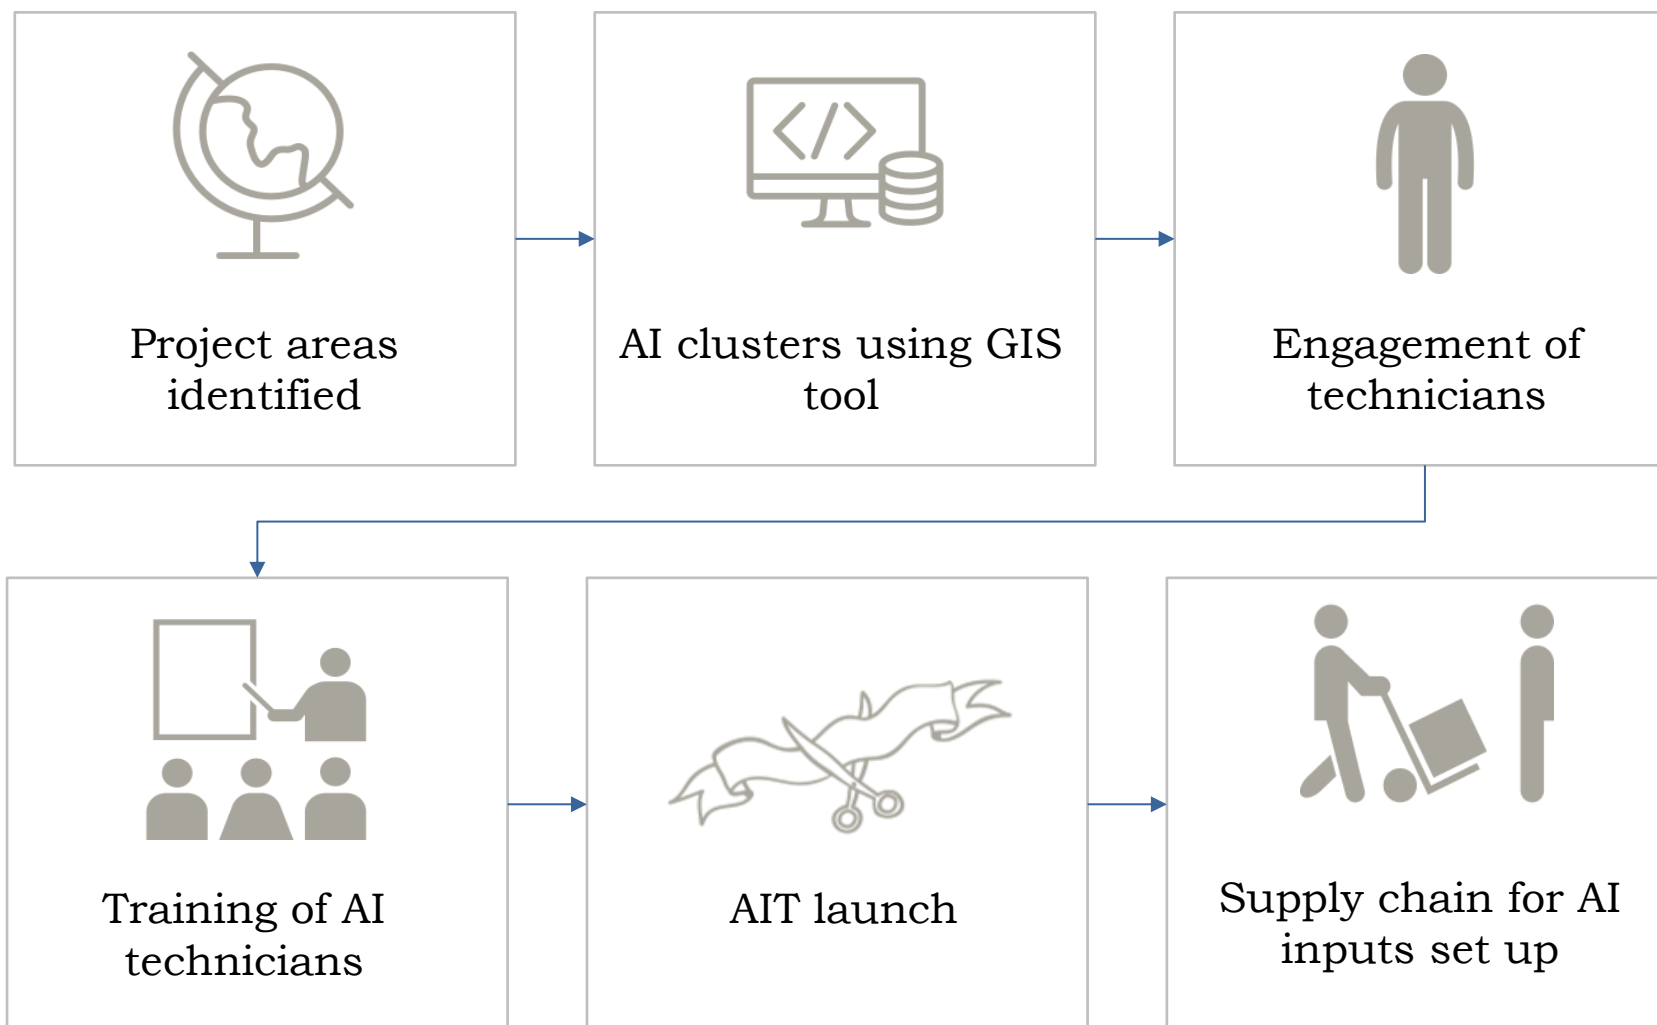 Project areas
identified
AI clusters using GIS
tool
Engagement of
technicians
Training of AI
technicians
AIT launch
Supply chain for AI
inputs set up